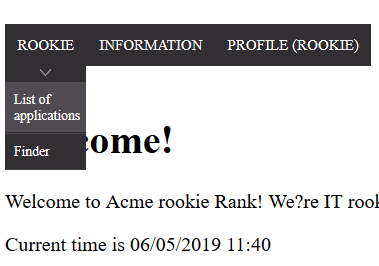 ROOKIE INFORMATION PROFILE (ROOKIE)
List of
applications
come!
Finder
Welcome to Acme rookie Rank! We?re IT rook
Current time is 06/05/2019 11:40